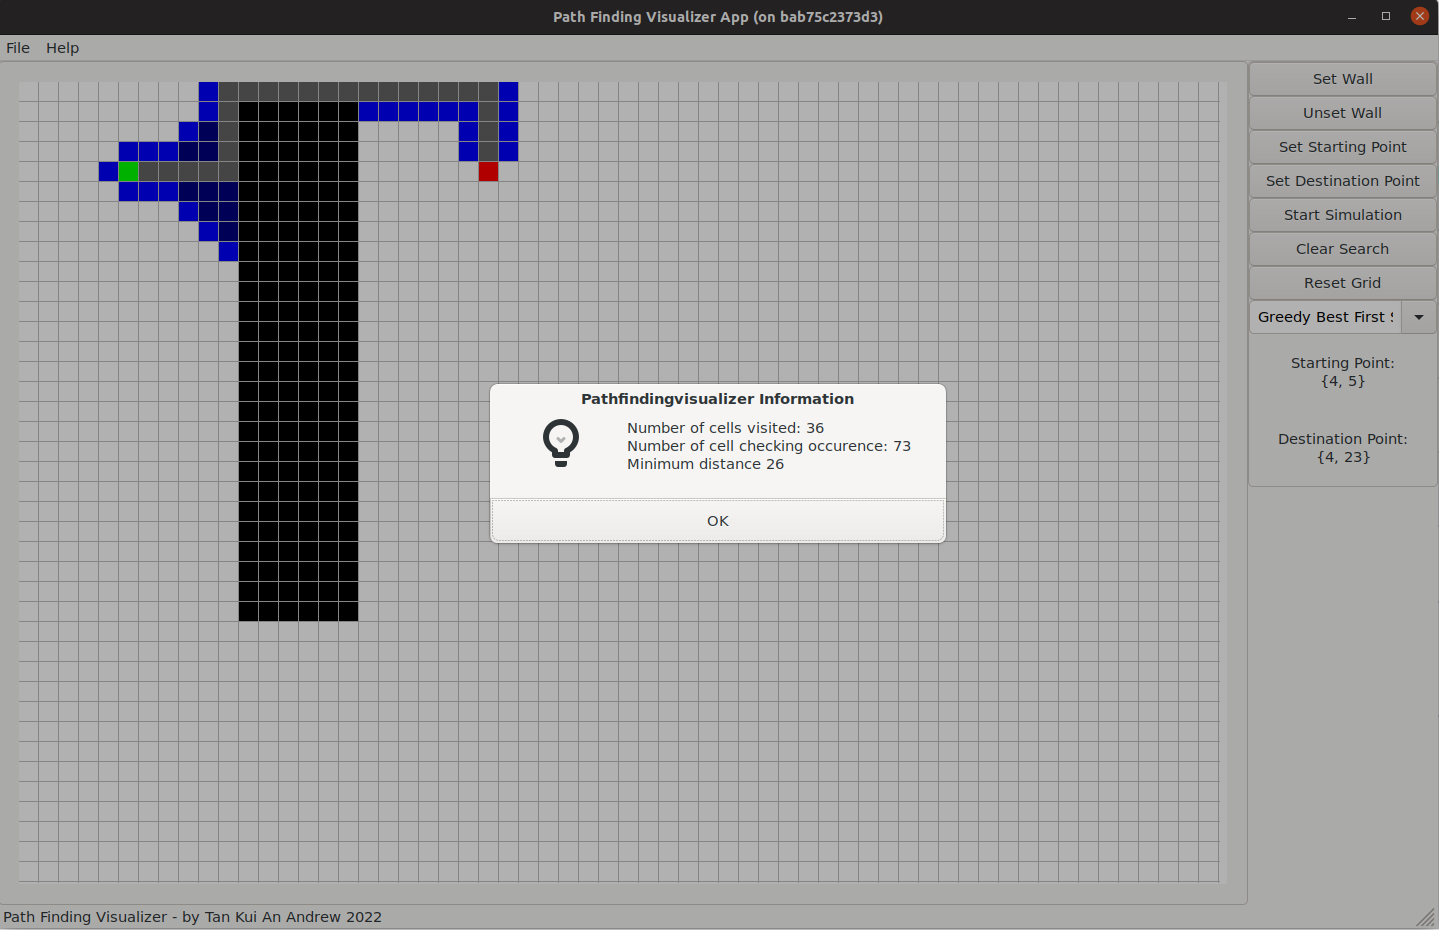 Path Finding Visualizer App (on bab75c2373d3)
File Help
Set Wall
Unset Wall
Set Starting Point
Set Destination Point
Start Simulation
Clear Search
Reset Grid
Greedy Best First S
Starting Point:
{4, 5}
Destination Point:
{4, 23}
Pathfindingvisualizer Information
Number of cells visited: 36
Number of cell checking occurence: 73
Minimum distance 26
OK
Path Finding Visualizer - by Tan Kui An Andrew 2022